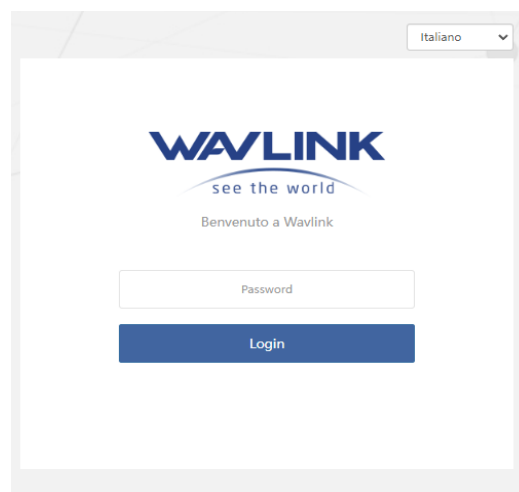 Italiano
WAVLINK
see the world
Benvenuto a Wavlink
Password
Login